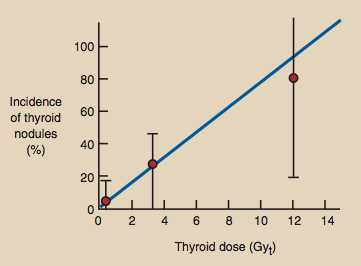 100
80
60
40
20
0
Incidence
of thyroid
nodules
(%)
0 2 4 6 8 10 12 14
Thyroid dose (Gyt)